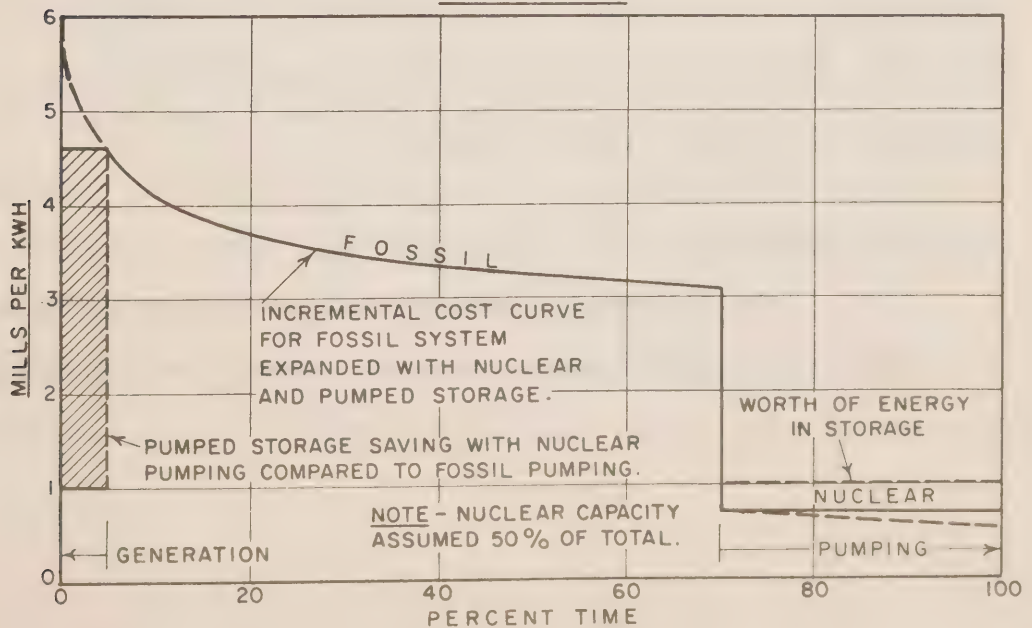 6
5
4
3
2
1
0
MILLS PER KWH
FOSSIL
INCREMENTAL COST CURVE
FOR FOSSIL SYSTEM
EXPANDED WITH NUCLEAR
AND PUMPED STORAGE.
PUMPED STORAGE SAVING WITH NUCLEAR
PUMPING COMPARED TO FOSSIL PUMPING.
WORTH OF ENERGY
IN STORAGE
NUCLEAR
NOTE - NUCLEAR CAPACITY
ASSUMED 50% OF TOTAL.
GENERATION
PUMPING
0 20 40 60 80 100
PERCENT TIME